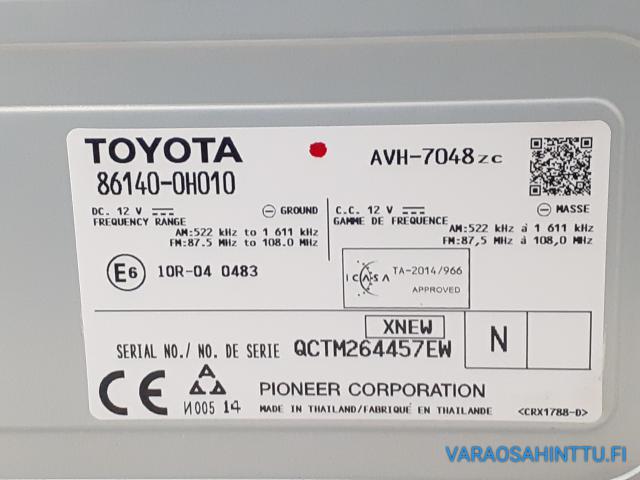 TOYOTA
86140-0H010
AVH-7048zc
DC. 12 V ⎓ ⊖ GROUND
FREQUENCY RANGE
AM:522 kHz to 1 611 kHz
FM:87.5 MHz to 108.0 MHz
C.C. 12 V ⎓ ⊖ MASSE
GAMME DE FREQUENCE
AM:522 kHz à 1 611 kHz
FM:87,5 MHz à 108,0 MHz
E6 10R-04 0483
ICASA TA-2014/966
APPROVED
XNEW
SERIAL NO./ NO. DE SERIE QCTM264457EW
N
CE
И005 14
PIONEER CORPORATION
MADE IN THAILAND/FABRIQUÉ EN THAILANDE
<CRX1788-D>
VARAOSAHINTTU.FI